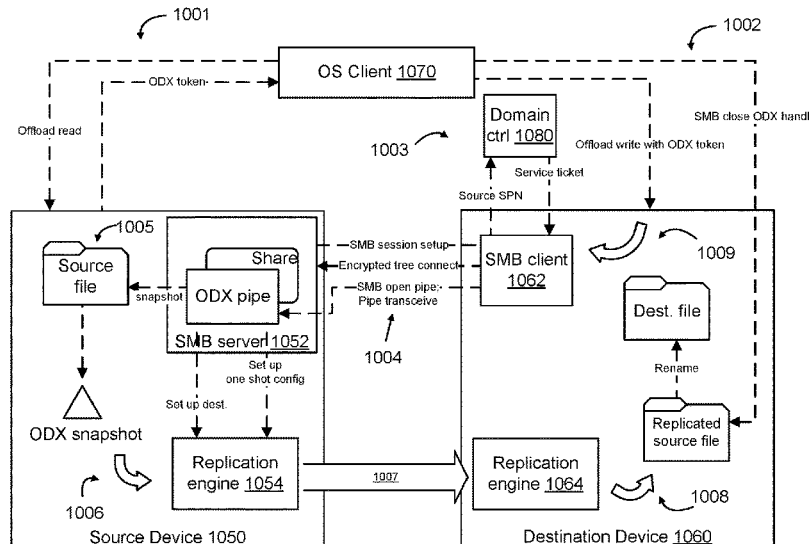 1001
1002
OS Client 1070
ODX token
Offload read
Domain
ctrl 1080
1003
SMB close ODX handl
Offload write with ODX token
Service ticket
Source SPN
1005
Source
file
Share
ODX pipe
SMB server 1052
snapshot
SMB session setup
Encrypted tree connect
SMB open pipe;
Pipe transceive
SMB client
1062
1009
1004
Dest. file
Rename
Set up
one shot config
Set up dest.
ODX snapshot
Replicated
source file
1006
Replication
engine 1054
1007
Replication
engine 1064
1008
Source Device 1050
Destination Device 1060